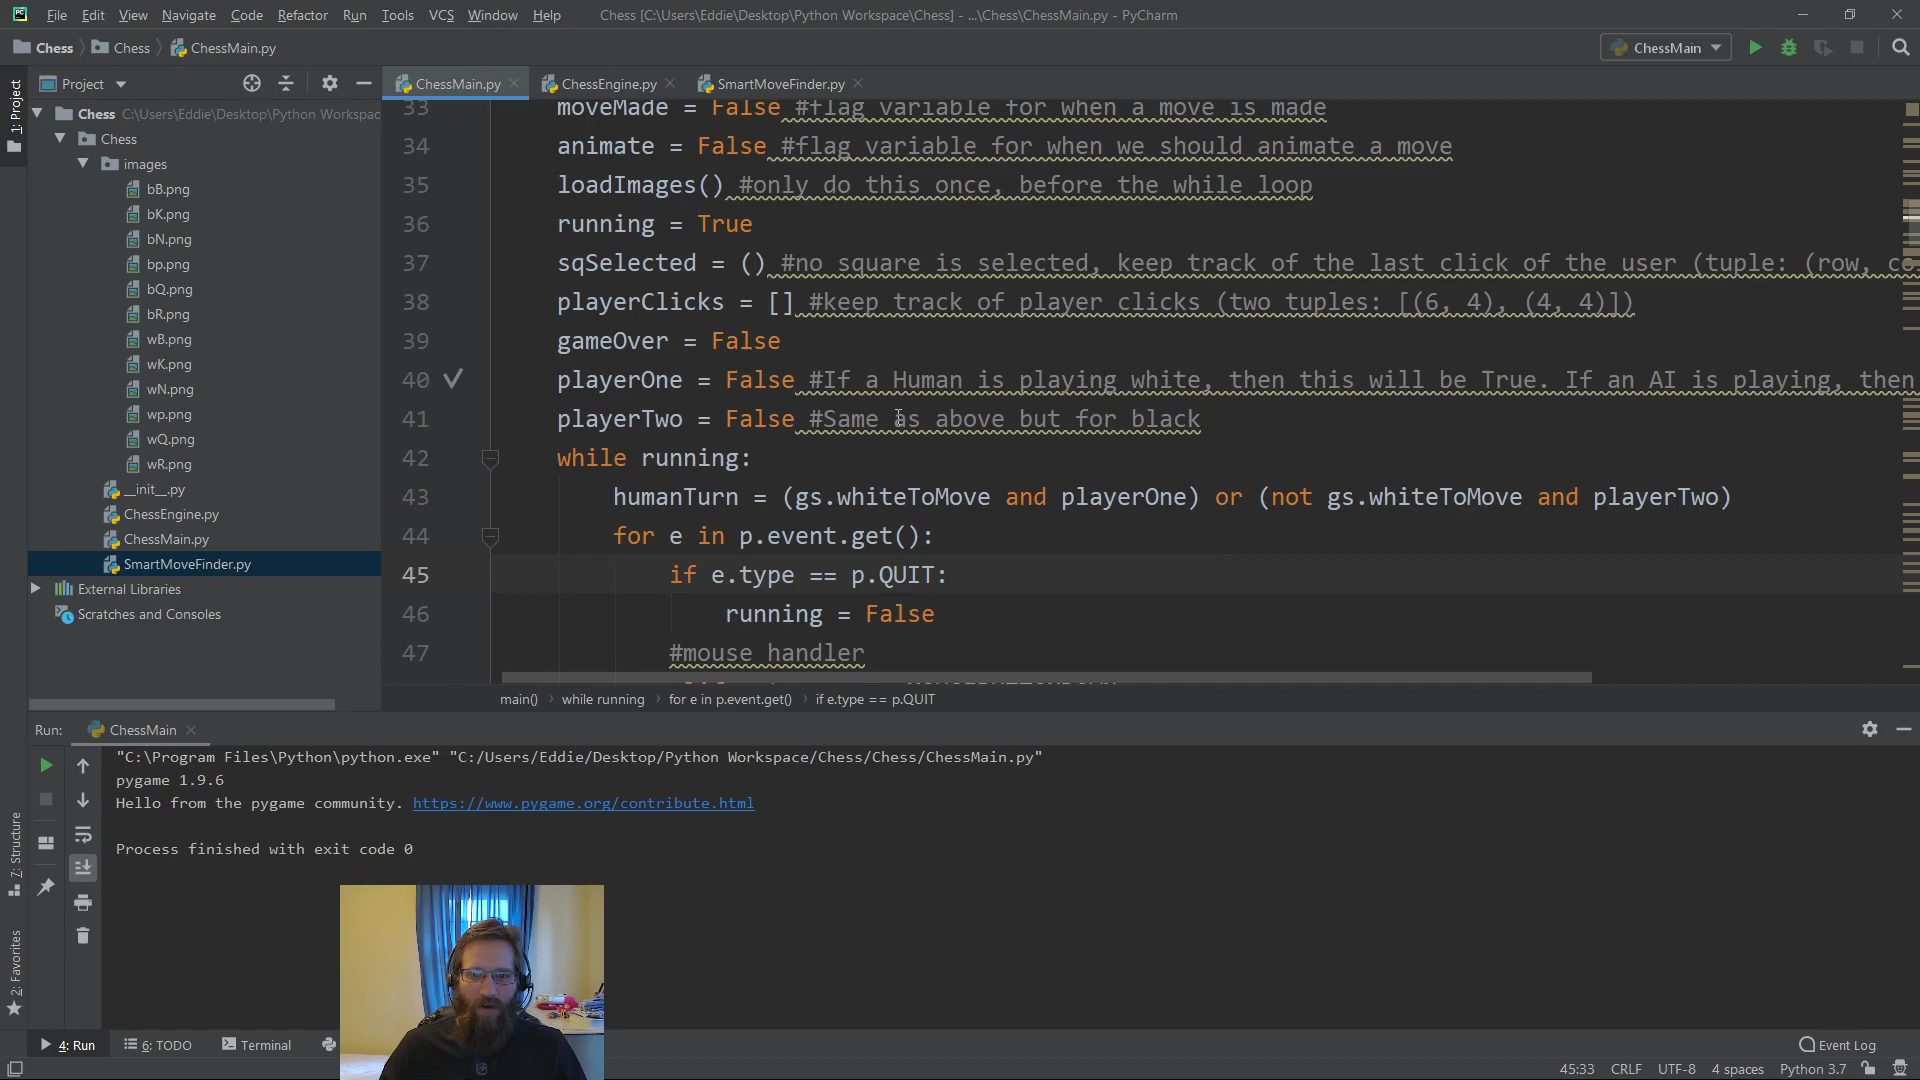 PC File Edit View Navigate Code Refactor Run Tools VCS Window Help Chess [C:\Users\Eddie\Desktop\Python Workspace\Chess] - ...\Chess\ChessMain.py - PyCharm
Chess Chess ChessMain.py ChessMain
1: Project
Project
ChessMain.py ChessEngine.py SmartMoveFinder.py
Chess C:\Users\Eddie\Desktop\Python Workspac
Chess
images
bB.png
bK.png
bN.png
bp.png
bQ.png
bR.png
wB.png
wK.png
wN.png
wp.png
wQ.png
wR.png
__init__.py
ChessEngine.py
ChessMain.py
SmartMoveFinder.py
External Libraries
Scratches and Consoles
33 moveMade = False #flag variable for when a move is made
34 animate = False #flag variable for when we should animate a move
35 loadImages() #only do this once, before the while loop
36 running = True
37 sqSelected = () #no square is selected, keep track of the last click of the user (tuple: (row, co
38 playerClicks = [] #keep track of player clicks (two tuples: [(6, 4), (4, 4)])
39 gameOver = False
40 playerOne = False #If a Human is playing white, then this will be True. If an AI is playing, then
41 playerTwo = False #Same as above but for black
42 while running:
43 humanTurn = (gs.whiteToMove and playerOne) or (not gs.whiteToMove and playerTwo)
44 for e in p.event.get():
45 if e.type == p.QUIT:
46 running = False
47 #mouse handler
main() while running for e in p.event.get() if e.type == p.QUIT
Run: ChessMain
"C:\Program Files\Python\python.exe" "C:/Users/Eddie/Desktop/Python Workspace/Chess/Chess/ChessMain.py"
pygame 1.9.6
Hello from the pygame community. https://www.pygame.org/contribute.html
Process finished with exit code 0
7: Structure
2: Favorites
4: Run 6: TODO Terminal Event Log
45:33 CRLF UTF-8 4 spaces Python 3.7